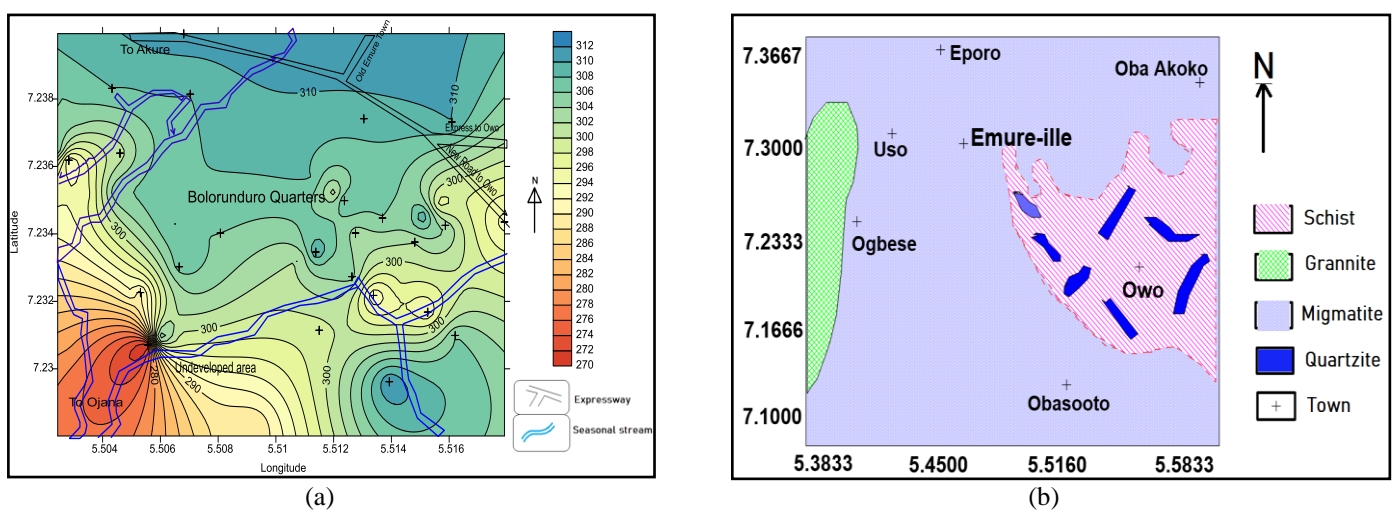 To Akure
Old Emure Town
310
310
Express to Owo
New Road to Owo
300
Bolorunduro Quarters
300
300
300
300
300
Undeveloped area
280
290
To Ojana
7.238
7.236
7.234
7.232
7.23
Latitude
5.504 5.506 5.508 5.51 5.512 5.514 5.516
Longitude
N
312
310
308
306
304
302
300
298
296
294
292
290
288
286
284
282
280
278
276
274
272
270
Expressway
Seasonal stream
(a)
7.3667
7.3000
7.2333
7.1666
7.1000
5.3833 5.4500 5.5160 5.5833
Eporo
Oba Akoko
Uso
Emure-ille
Ogbese
Owo
Obasooto
N
Schist
Grannite
Migmatite
Quartzite
Town
(b)